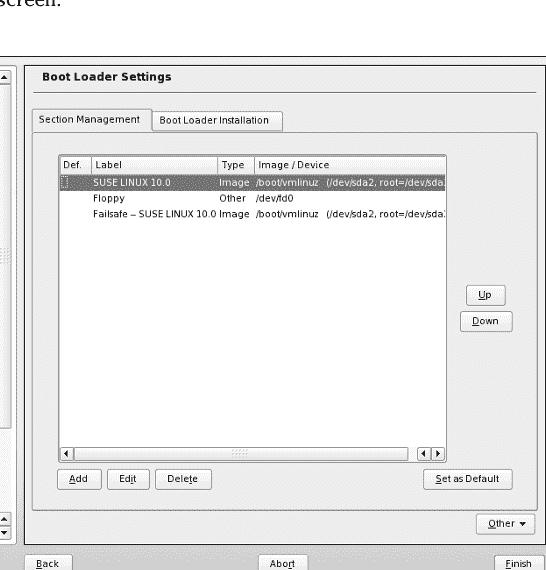 screen.
Boot Loader Settings
Section Management Boot Loader Installation
Def. Label Type Image / Device
SUSE LINUX 10.0 Image /boot/vmlinuz (/dev/sda2, root=/dev/sda
Floppy Other /dev/fd0
Failsafe – SUSE LINUX 10.0 Image /boot/vmlinuz (/dev/sda2, root=/dev/sda
Up
Down
Add Edit Delete Set as Default
Other
Back Abort Finish